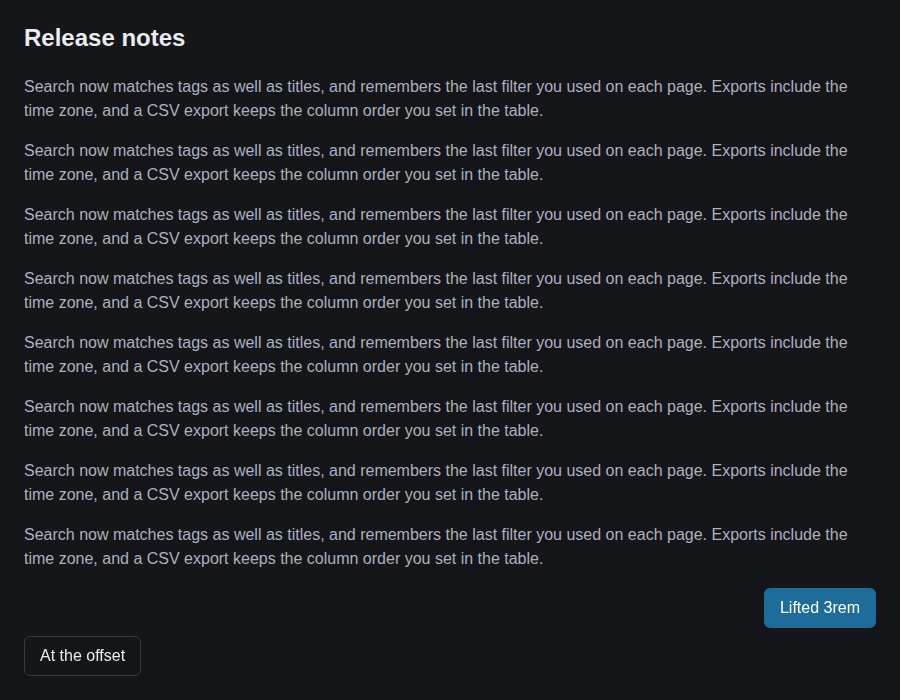 Release notes
Search now matches tags as well as titles, and remembers the last filter you used on each page. Exports include the
time zone, and a CSV export keeps the column order you set in the table.
Search now matches tags as well as titles, and remembers the last filter you used on each page. Exports include the
time zone, and a CSV export keeps the column order you set in the table.
Search now matches tags as well as titles, and remembers the last filter you used on each page. Exports include the
time zone, and a CSV export keeps the column order you set in the table.
Search now matches tags as well as titles, and remembers the last filter you used on each page. Exports include the
time zone, and a CSV export keeps the column order you set in the table.
Search now matches tags as well as titles, and remembers the last filter you used on each page. Exports include the
time zone, and a CSV export keeps the column order you set in the table.
Search now matches tags as well as titles, and remembers the last filter you used on each page. Exports include the
time zone, and a CSV export keeps the column order you set in the table.
Search now matches tags as well as titles, and remembers the last filter you used on each page. Exports include the
time zone, and a CSV export keeps the column order you set in the table.
Search now matches tags as well as titles, and remembers the last filter you used on each page. Exports include the
time zone, and a CSV export keeps the column order you set in the table.
Lifted 3rem
At the offset